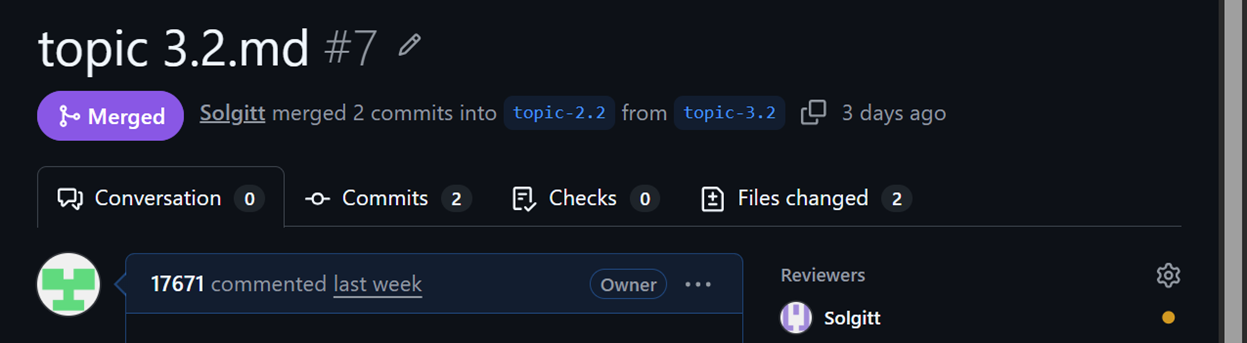 topic 3.2.md #7
Merged Solgitt merged 2 commits into topic-2.2 from topic-3.2 3 days ago
Conversation 0 Commits 2 Checks 0 Files changed 2
17671 commented last week Owner
Reviewers
Solgitt